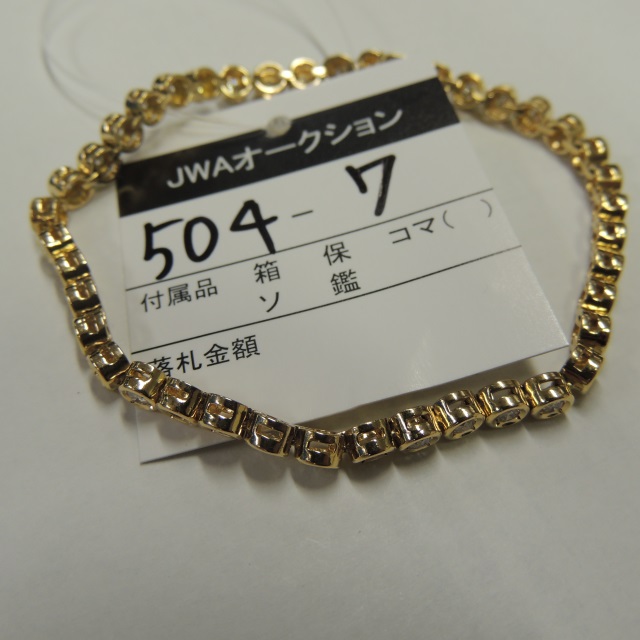 JWAオークション
504-7
付属品 箱 保 コマ( )
ソ 鑑
落札金額